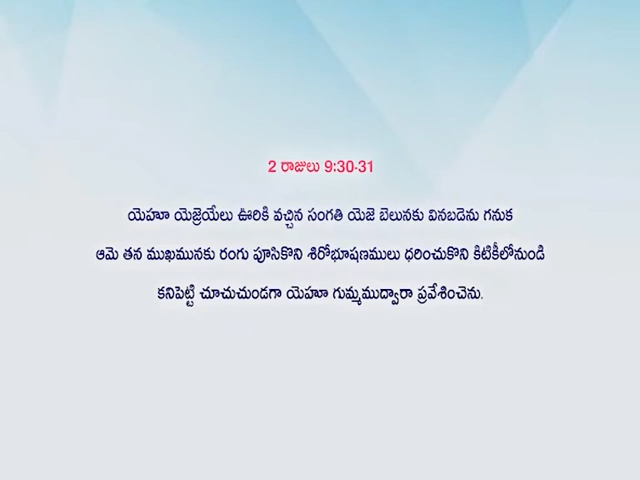 2 రాజులు 9:30-31
యెహూ యెజ్రెయేలు ఊరికి వచ్చిన సంగతి యెజె బెలునకు వినబడెను గనుక
ఆమె తన ముఖమునకు రంగు పూసికొని శిరోభూషణములు ధరించుకొని కిటికీలోనుండి
కనిపెట్టి చూచుచుండగా యెహూ గుమ్మముద్వారా ప్రవేశించెను.